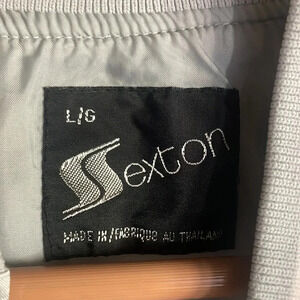 L/G
Sexton
MADE IN/FABRIQUE AU THAILAND